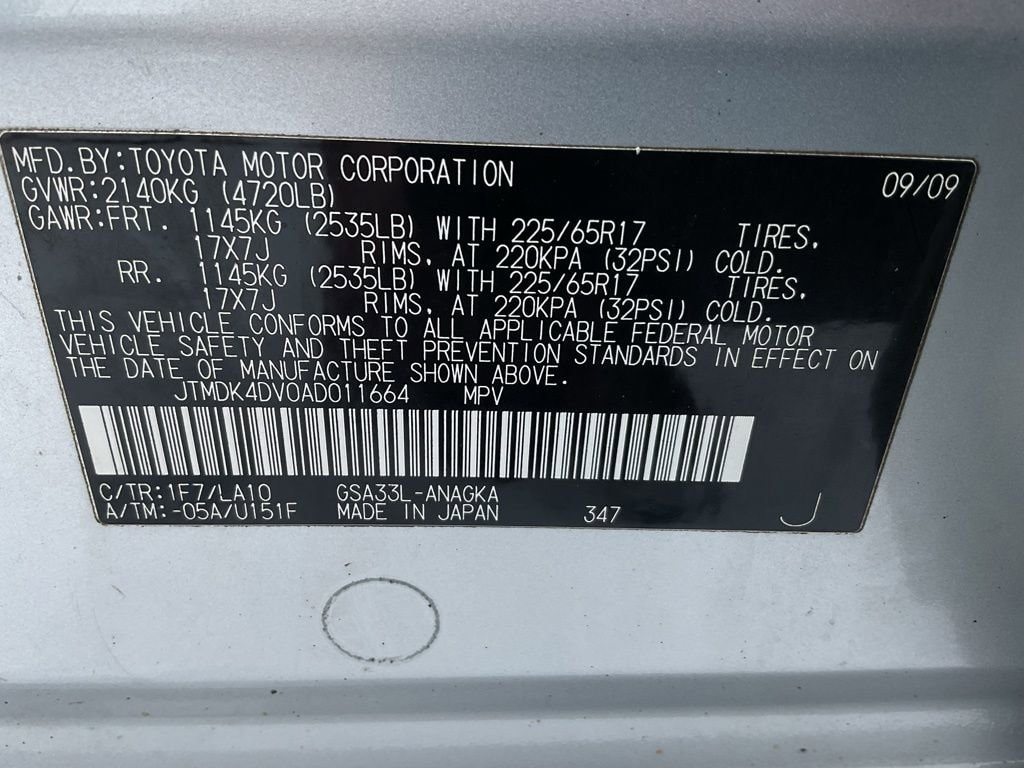 MFD.BY:TOYOTA MOTOR CORPORATION 09/09
GVWR:2140KG (4720LB)
GAWR:FRT. 1145KG (2535LB) WITH 225/65R17 TIRES,
17X7J RIMS, AT 220KPA (32PSI) COLD.
RR. 1145KG (2535LB) WITH 225/65R17 TIRES,
17X7J RIMS, AT 220KPA (32PSI) COLD.
THIS VEHICLE CONFORMS TO ALL APPLICABLE FEDERAL MOTOR
VEHICLE SAFETY AND THEFT PREVENTION STANDARDS IN EFFECT ON
THE DATE OF MANUFACTURE SHOWN ABOVE.
JTMDK4DV0AD011664 MPV
C/TR:1F7/LA10 GSA33L-ANAGKA
A/TM:-05A/U151F MADE IN JAPAN 347 J